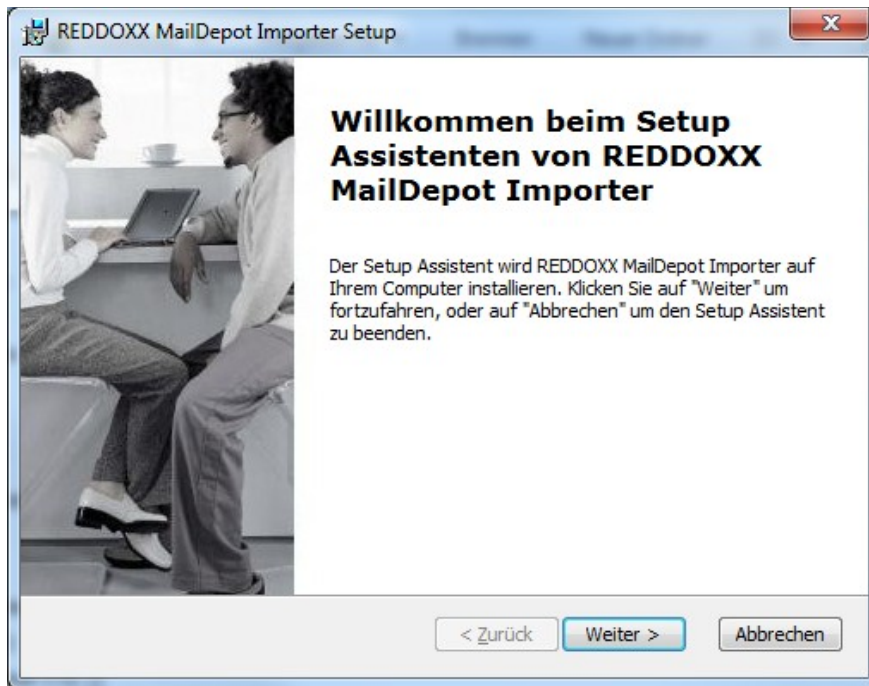 REDDOXX MailDepot Importer Setup
Willkommen beim Setup
Assistenten von REDDOXX
MailDepot Importer
Der Setup Assistent wird REDDOXX MailDepot Importer auf
Ihrem Computer installieren. Klicken Sie auf "Weiter" um
fortzufahren, oder auf "Abbrechen" um den Setup Assistent
zu beenden.
< Zurück Weiter > Abbrechen